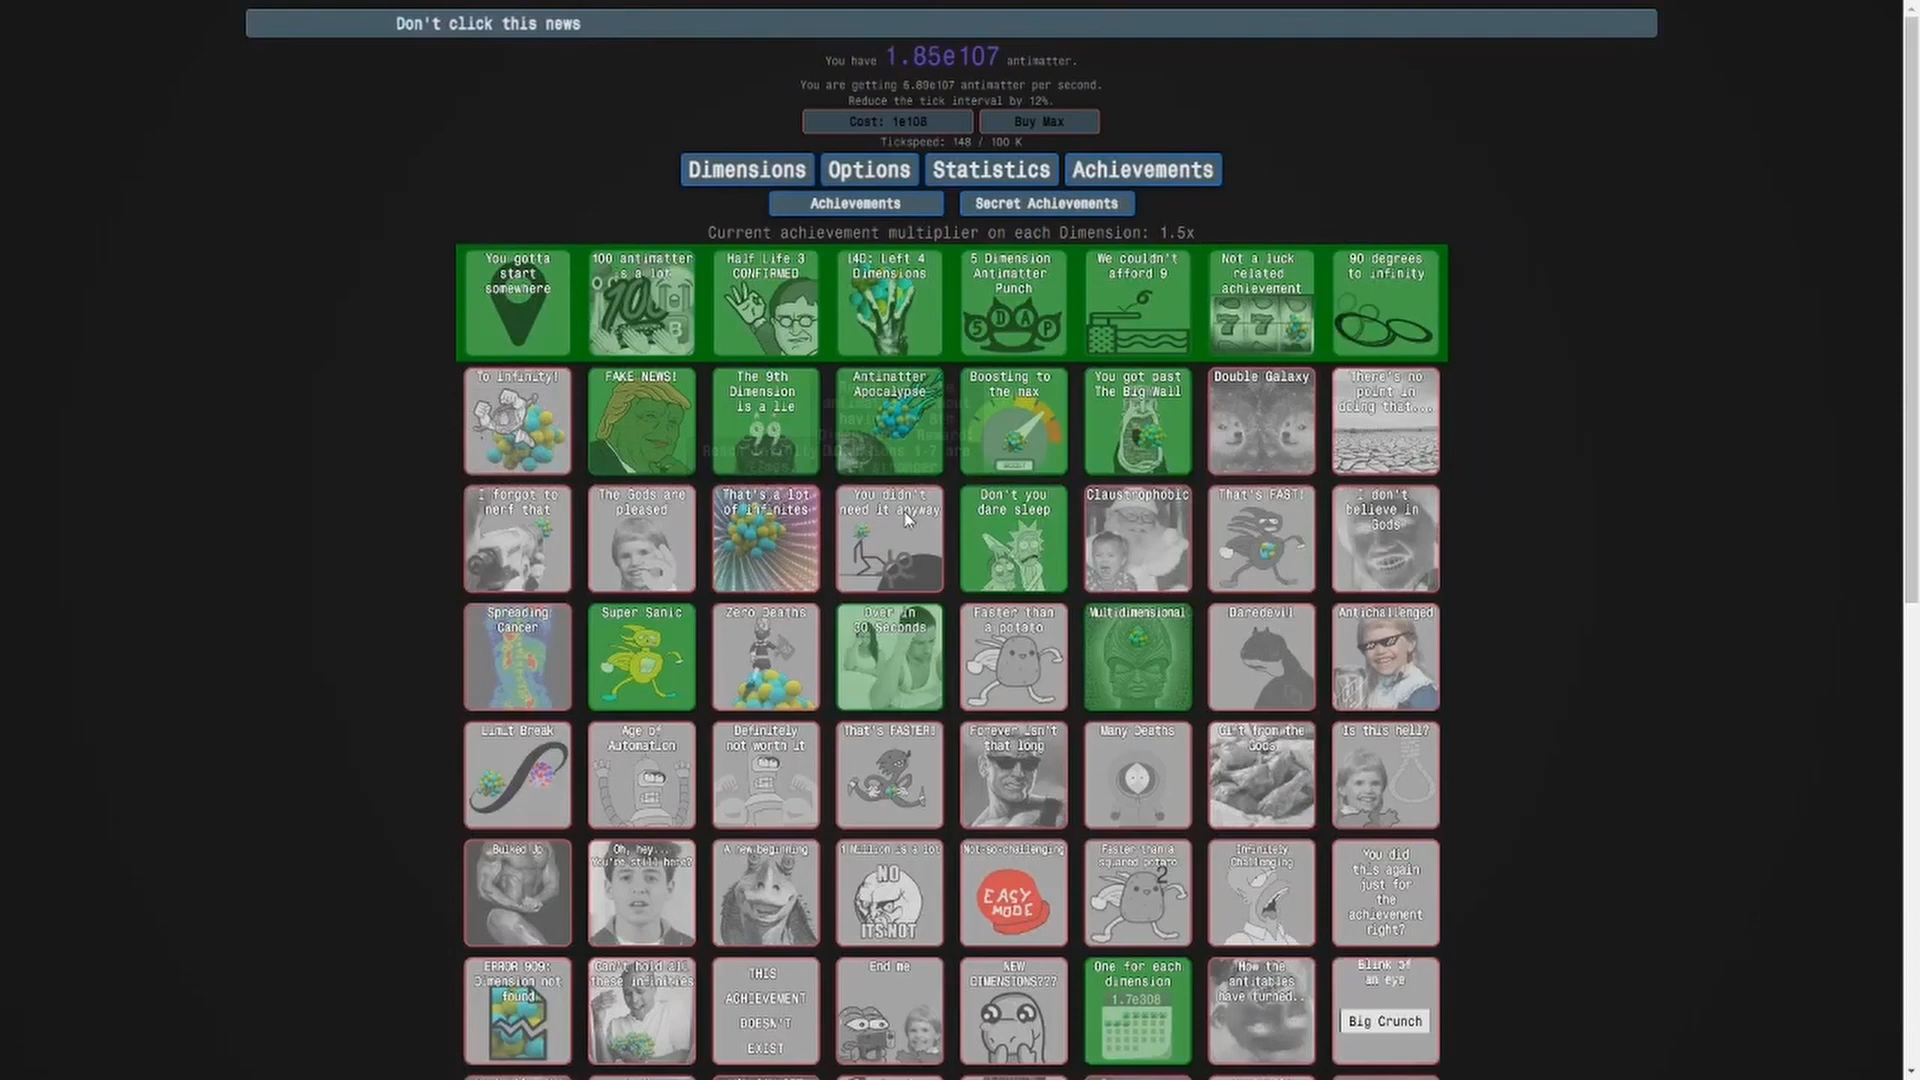 Don't click this news
You have 1.85e107 antimatter.
You are getting 6.89e107 antimatter per second.
Reduce the tick interval by 12%.
Cost: 1e108
Buy Max
Tickspeed: 148 / 100 K
Dimensions
Options
Statistics
Achievements
Achievements
Secret Achievements
Current achievement multiplier on each Dimension: 1.5x
You gotta
start
somewhere
100 antimatter
is a lot
Half Life 3
CONFIRMED
L4D: Left 4
Dimensions
5 Dimension
Antimatter
Punch
5 D A P
We couldn't
afford 9
Not a luck
related
achievement
7 7
90 degrees
to infinity
To infinity!
FAKE NEWS!
The 9th
Dimension
is a lie
99
Antimatter
Apocalypse
Boosting to
the max
You got past
The Big Wall
Double Galaxy
There's no
point in
doing that...
I forgot to
nerf that
The Gods are
pleased
That's a lot
of infinites
You didn't
need it anyway
Don't you
dare sleep
Claustrophobic
That's FAST!
I don't
believe in
Gods
Spreading
Cancer
Super Sanic
Zero Deaths
Over in
30 Seconds
Faster than
a potato
Multidimensional
Daredevil
Antichallenged
Limit Break
Age of
Automation
Definitely
not worth it
That's FASTER!
Forever isn't
that long
Many Deaths
Gift from the
Gods
Is this hell?
Bulked Up
Oh, hey...
You're still here?
A new beginning
1 Million is a lot
NO
ITS NOT
Not-so-challenging
EASY
MODE
Faster than a
squared potato
2
Infinitely
Challenging
You did
this again
just for
the
achievement
right?
ERROR 909:
Dimension not
found
Can't hold all
these infinities
THIS
ACHIEVEMENT
DOESN'T
EXIST
End me
NEW
DIMENSIONS???
One for each
dimension
1.7e308
How the
antitables
have turned..
Blink of
an eye
Big Crunch